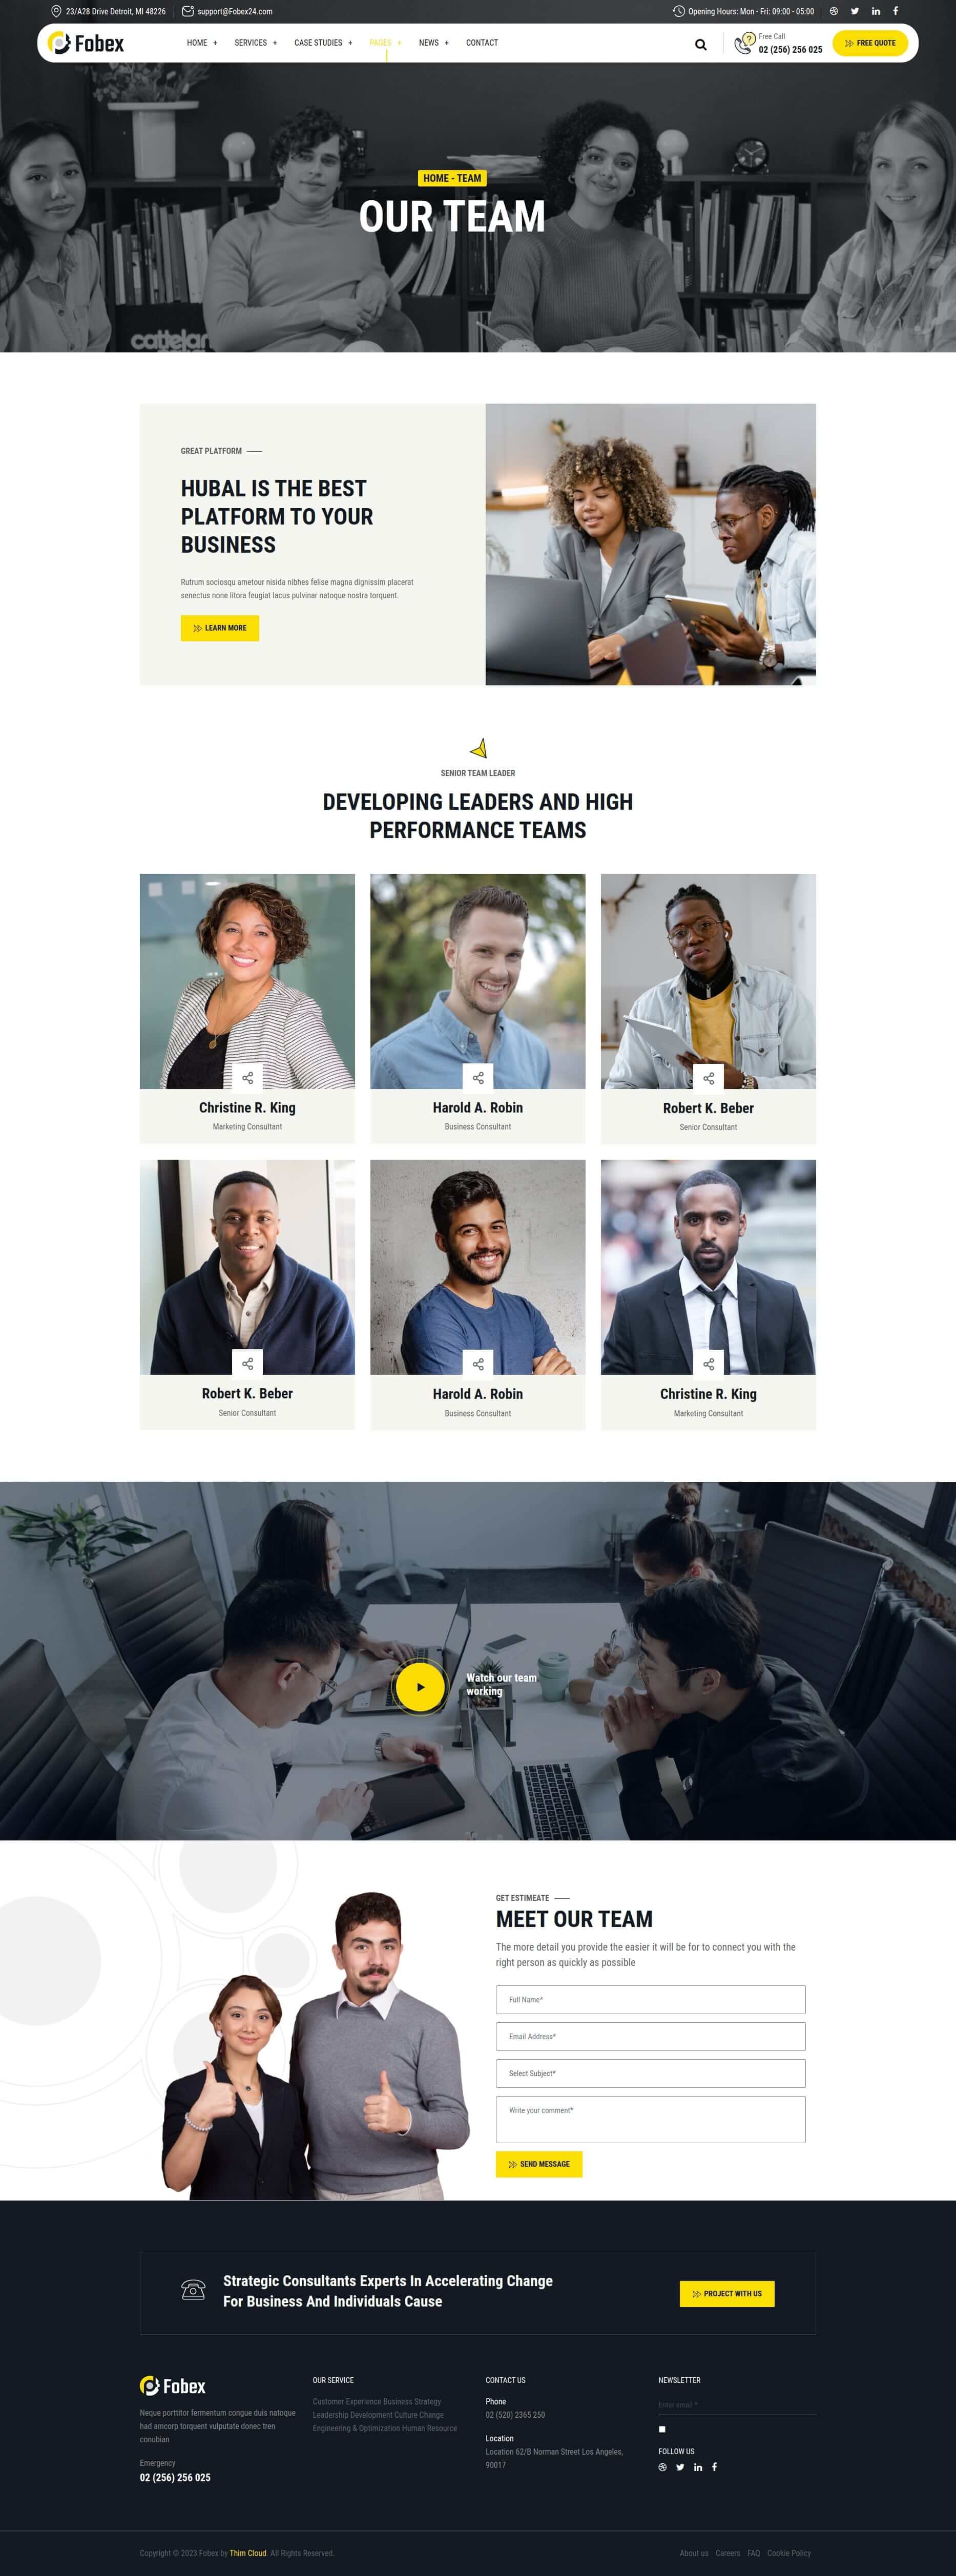 23/A28 Drive Detroit, MI 48226
support@Fobex24.com
Opening Hours: Mon - Fri: 09:00 - 05:00
Fobex
HOME +
SERVICES +
CASE STUDIES +
PAGES +
NEWS +
CONTACT
Free Call
02 (256) 256 025
FREE QUOTE
HOME - TEAM
OUR TEAM
cattelan
GREAT PLATFORM
HUBAL IS THE BEST
PLATFORM TO YOUR
BUSINESS
Rutrum sociosqu ametour nisida nibhes felise magna dignissim placerat
senectus none litora feugiat lacus pulvinar natoque nostra torquent.
LEARN MORE
SENIOR TEAM LEADER
DEVELOPING LEADERS AND HIGH
PERFORMANCE TEAMS
Christine R. King
Marketing Consultant
Harold A. Robin
Business Consultant
Robert K. Beber
Senior Consultant
Robert K. Beber
Senior Consultant
Harold A. Robin
Business Consultant
Christine R. King
Marketing Consultant
Watch our team
working
GET ESTIMEATE
MEET OUR TEAM
The more detail you provide the easier it will be for to connect you with the
right person as quickly as possible
Full Name*
Email Address*
Select Subject*
Write your comment*
SEND MESSAGE
Strategic Consultants Experts In Accelerating Change
For Business And Individuals Cause
PROJECT WITH US
Fobex
Neque porttitor fermentum congue duis natoque
had amcorp torquent vulputate donec tren
conubian
Emergency
02 (256) 256 025
OUR SERVICE
Customer Experience Business Strategy
Leadership Development Culture Change
Engineering & Optimization Human Resource
CONTACT US
Phone
02 (520) 2365 250
Location
Location 62/B Norman Street Los Angeles,
90017
NEWSLETTER
Enter email *
FOLLOW US
Copyright © 2023 Fobex by Thim Cloud. All Rights Reserved.
About us
Careers
FAQ
Cookie Policy